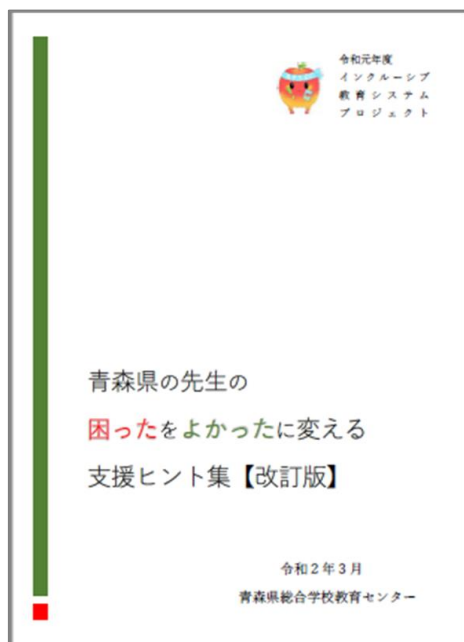 令和元年度
インクルーシブ
教育システム
プロジェクト
青森県の先生の
困ったをよかったに変える
支援ヒント集【改訂版】
令和２年３月
青森県総合学校教育センター